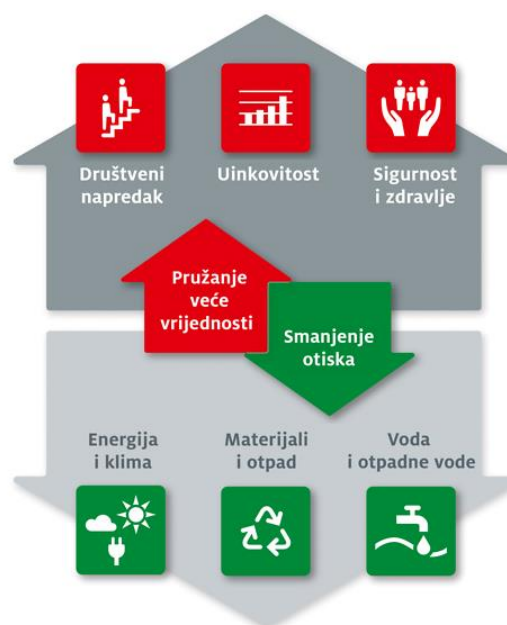 Društveni
napredak
Uinkovitost
Sigurnost
i zdravlje
Pružanje
veće
vrijednosti
Smanjenje
otiska
Energija
i klima
Materijali
i otpad
Voda
i otpadne vode